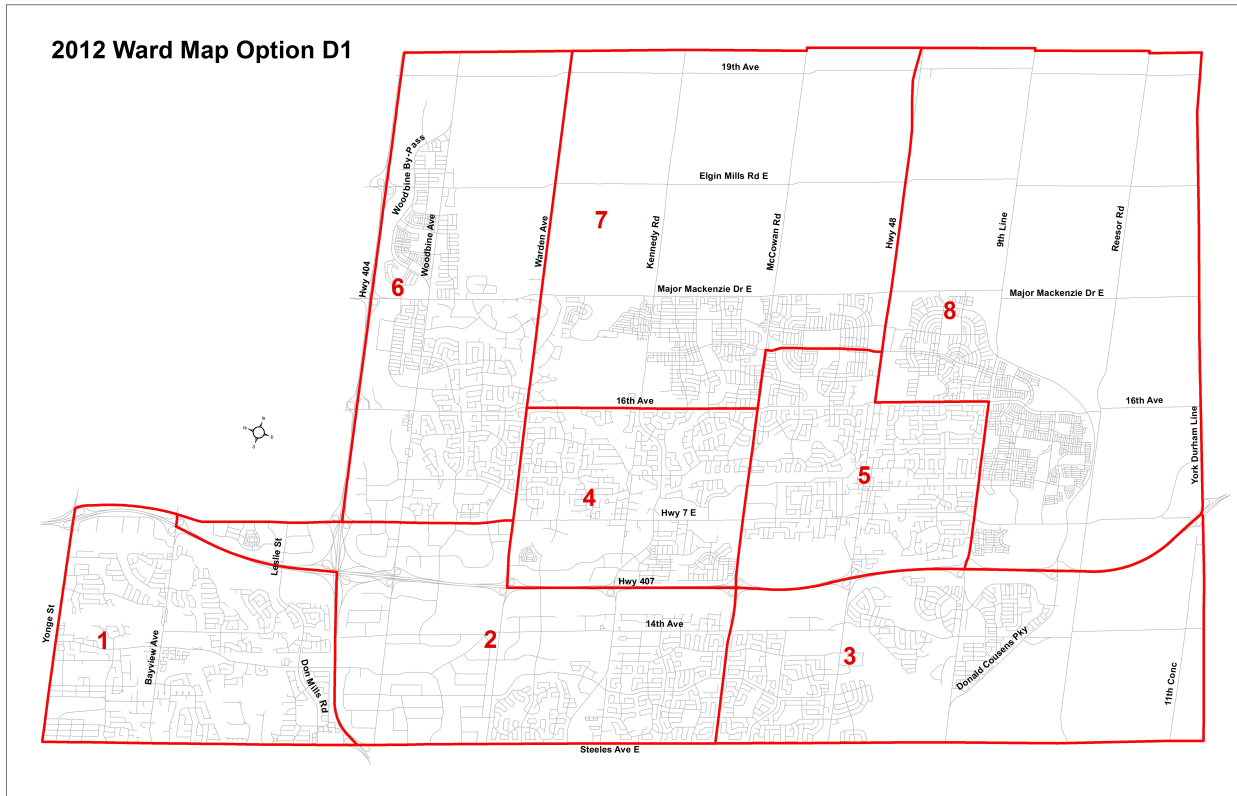 2012 Ward Map Option D1
19th Ave
Woodbine By-Pass
Elgin Mills Rd E
7
Woodbine Ave
Warden Ave
Kennedy Rd
McCowan Rd
Hwy 48
9th Line
Reesor Rd
Hwy 404
6
Major Mackenzie Dr E
Major Mackenzie Dr E
8
16th Ave
16th Ave
York Durham Line
5
4
Hwy 7 E
Leslie St
Hwy 407
Yonge St
1
Bayview Ave
2
14th Ave
3
Don Mills Rd
Donald Cousens Pky
11th Conc
Steeles Ave E